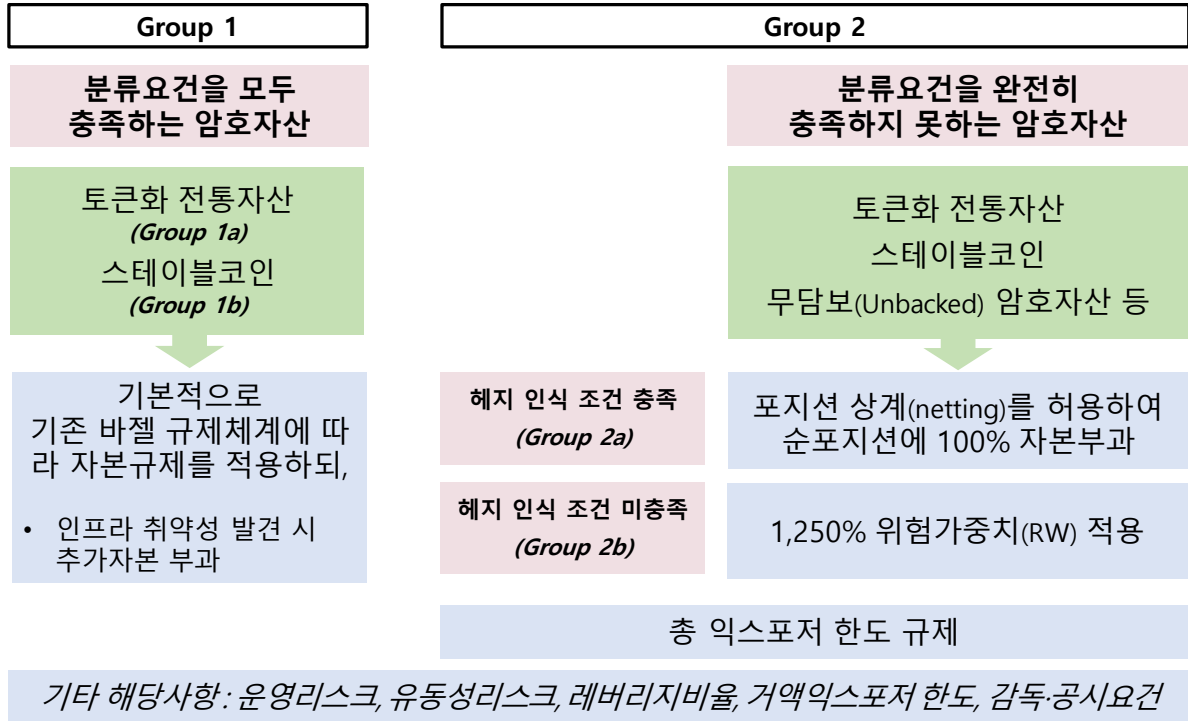 Group 1
분류요건을 모두
충족하는 암호자산
토큰화 전통자산
(Group 1a)
스테이블코인
(Group 1b)
기본적으로
기존 바젤 규제체계에 따
라 자본규제를 적용하되,
• 인프라 취약성 발견 시
추가자본 부과
Group 2
분류요건을 완전히
충족하지 못하는 암호자산
토큰화 전통자산
스테이블코인
무담보(Unbacked) 암호자산 등
헤지 인식 조건 충족
(Group 2a)
포지션 상계(netting)를 허용하여
순포지션에 100% 자본부과
헤지 인식 조건 미충족
(Group 2b)
1,250% 위험가중치(RW) 적용
총 익스포저 한도 규제
기타 해당사항 : 운영리스크, 유동성리스크, 레버리지비율, 거액익스포저 한도, 감독·공시요건